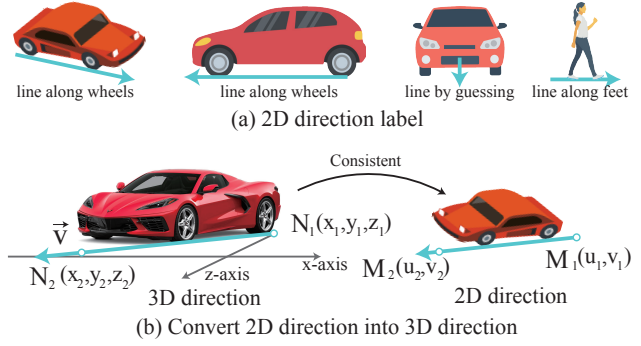 line along wheels line along wheels line by guessing line along feet
(a) 2D direction label
Consistent
V N₁(x₁,y₁,z₁)
x-axis
z-axis
N₂ (x₂,y₂,z₂) M₂(u₂,v₂) M₁(u₁,v₁)
3D direction 2D direction
(b) Convert 2D direction into 3D direction